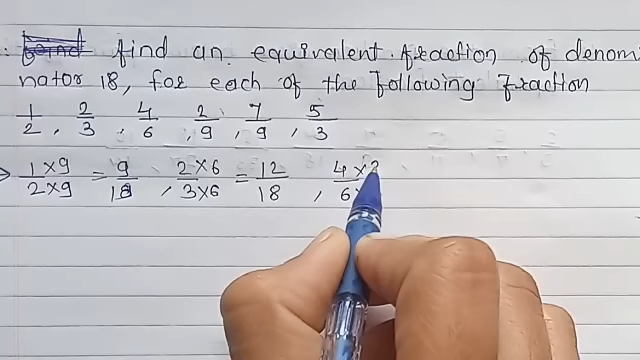 find an equivalent fraction of denomi
nator 18, for each of the following fraction
1/2, 2/3, 4/6, 2/9, 7/9, 5/3
→ 1×9/2×9 = 9/18, 2×6/3×6 = 12/18, 4×3/6×